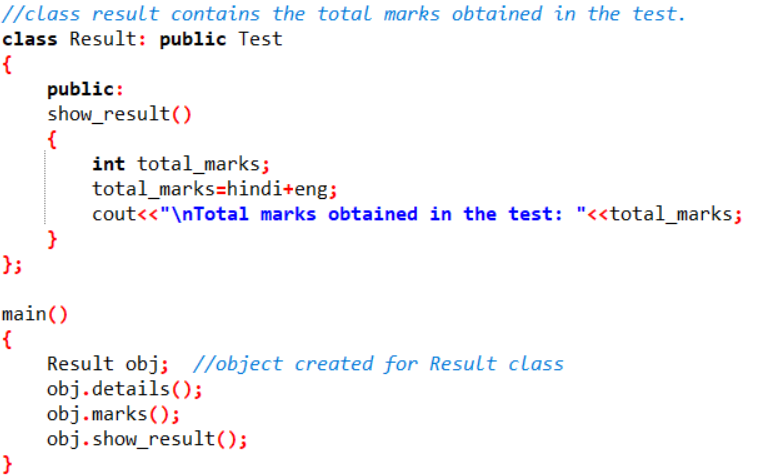 //class result contains the total marks obtained in the test.
class Result: public Test
{
public:
show_result()
{
int total_marks;
total_marks=hindi+eng;
cout<<"\nTotal marks obtained in the test: "<<total_marks;
}
};
main()
{
Result obj; //object created for Result class
obj.details();
obj.marks();
obj.show_result();
}